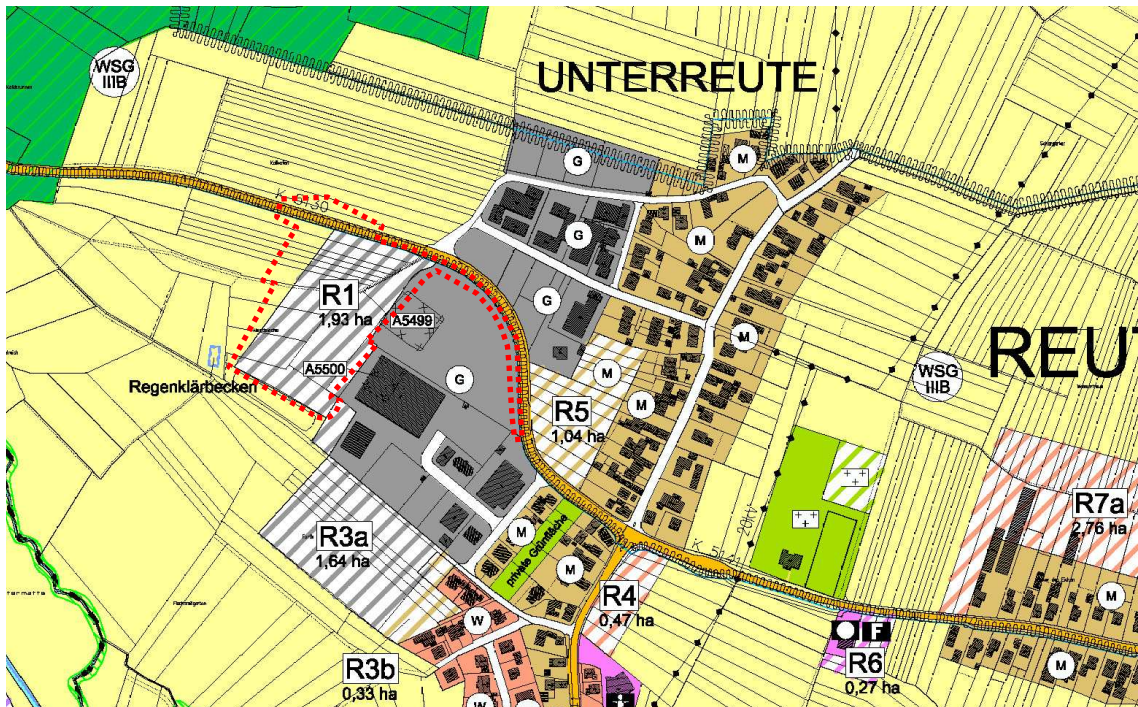 WSG
IIIB
UNTERREUTE
G
M
K 5130
G
M
R1
1,93 ha
A5499
G
M
REUT
WSG
IIIB
A5500
G
M
Regenklärbecken
R5
1,04 ha
M
R7a
2,76 ha
20kV
R3a
1,64 ha
M
private Grünfläche
M
R4
0,47 ha
M
W
F
R3b
0,33 ha
R6
0,27 ha
M
W